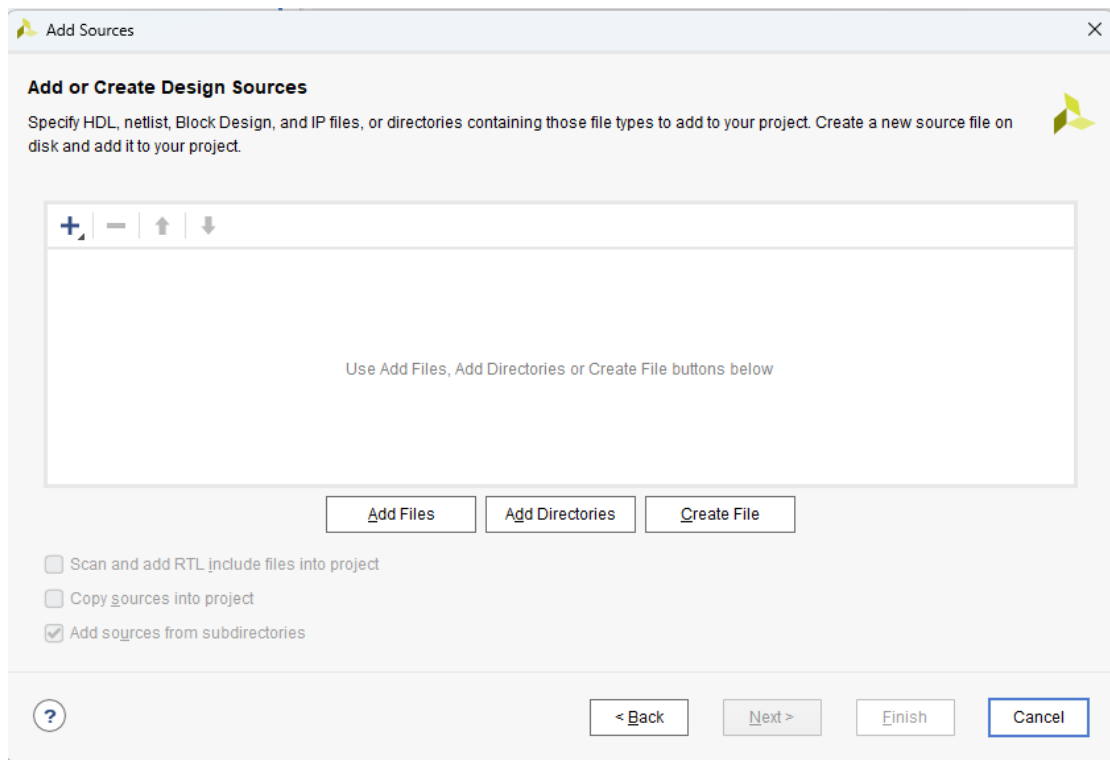 Add Sources
Add or Create Design Sources
Specify HDL, netlist, Block Design, and IP files, or directories containing those file types to add to your project. Create a new source file on
disk and add it to your project.
Use Add Files, Add Directories or Create File buttons below
Add Files
Add Directories
Create File
Scan and add RTL include files into project
Copy sources into project
Add sources from subdirectories
?
< Back
Next >
Finish
Cancel